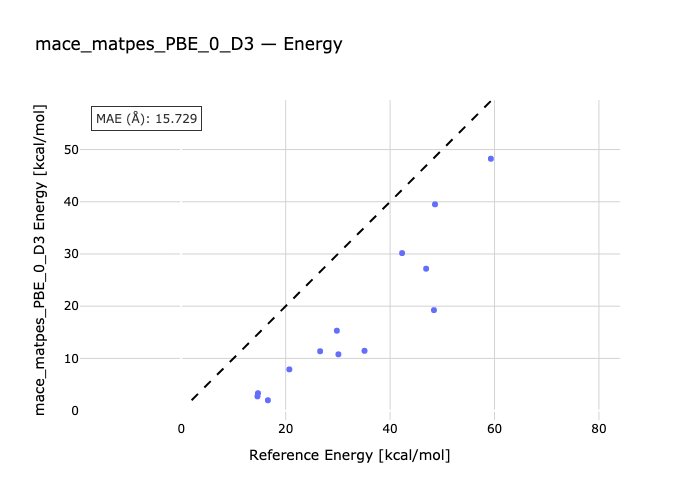 mace_matpes_PBE_0_D3 — Energy
MAE (Å): 15.729
mace_matpes_PBE_0_D3 Energy [kcal/mol]
50
40
30
20
10
0
0 20 40 60 80
Reference Energy [kcal/mol]